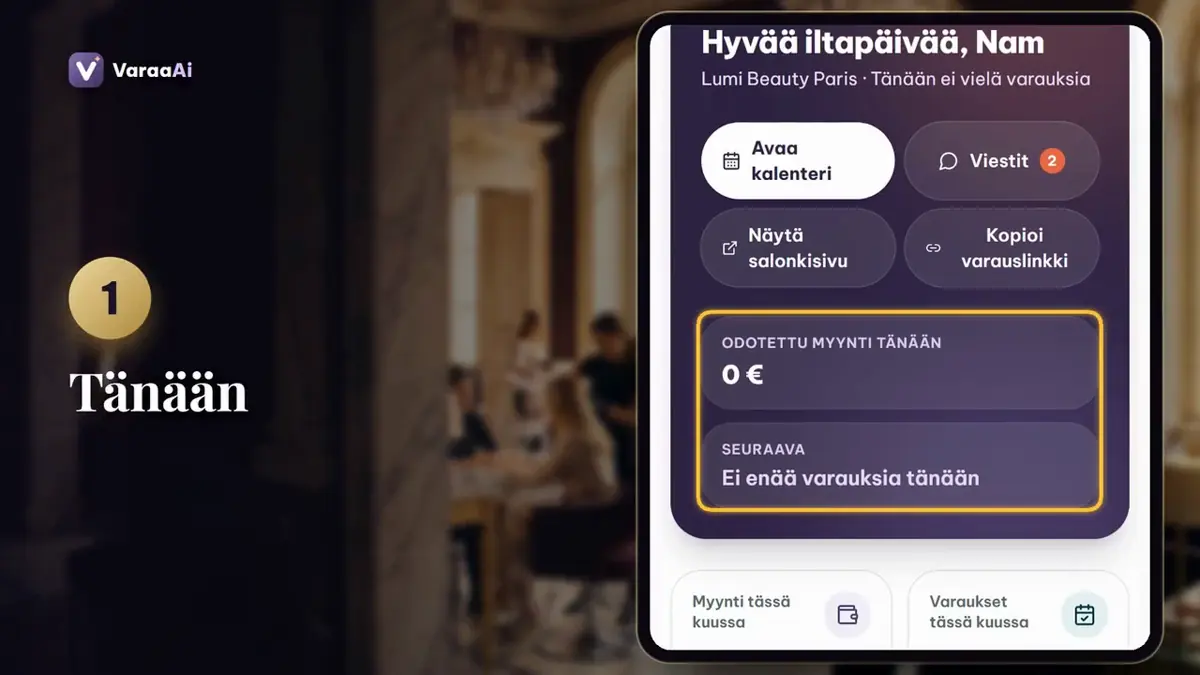 VaraaAi
1
Tänään
Hyvää iltapäivää, Nam
Lumi Beauty Paris · Tänään ei vielä varauksia
Avaa
kalenteri
Viestit 2
Näytä
salonkisivu
Kopioi
varauslinkki
ODOTETTU MYYNTI TÄNÄÄN
0 €
SEURAAVA
Ei enää varauksia tänään
Myynti tässä
kuussa
Varaukset
tässä kuussa